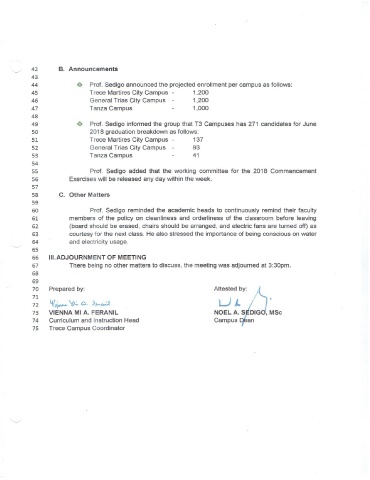 42 B. Announcements
43
44 Prof. Sedigo announced the projected enrollment per campus as follows:
45 Trece Martires City Campus - 1,200
46 General Trias City Campus - 1,200
47 Tanza Campus - 1,000
48
49 Prof. Sedigo informed the group that T3 Campuses has 271 candidates for June
50 2018 graduation breakdown as follows:
51 Trece Martires City Campus - 137
52 General Trias City Campus - 93
53 Tanza Campus - 41
54
55 Prof. Sedigo added that the working committee for the 2018 Commencement
56 Exercises will be released any day within the week.
57
58 C. Other Matters
59
60 Prof. Sedigo reminded the academic heads to continuously remind their faculty
61 members of the policy on cleanliness and orderliness of the classroom before leaving
62 (board should be erased, chairs should be arranged, and electric fans are turned off) as
63 courtesy for the next class. He also stressed the importance of being conscious on water
64 and electricity usage.
65
66 III. ADJOURNMENT OF MEETING
67 There being no other matters to discuss, the meeting was adjourned at 3:30pm.
68
69
70 Prepared by: Attested by:
71
72
73 VIENNA MI A. FERANIL NOEL A. SEDIGO, MSc
74 Curriculum and Instruction Head Campus Dean
75 Trece Campus Coordinator